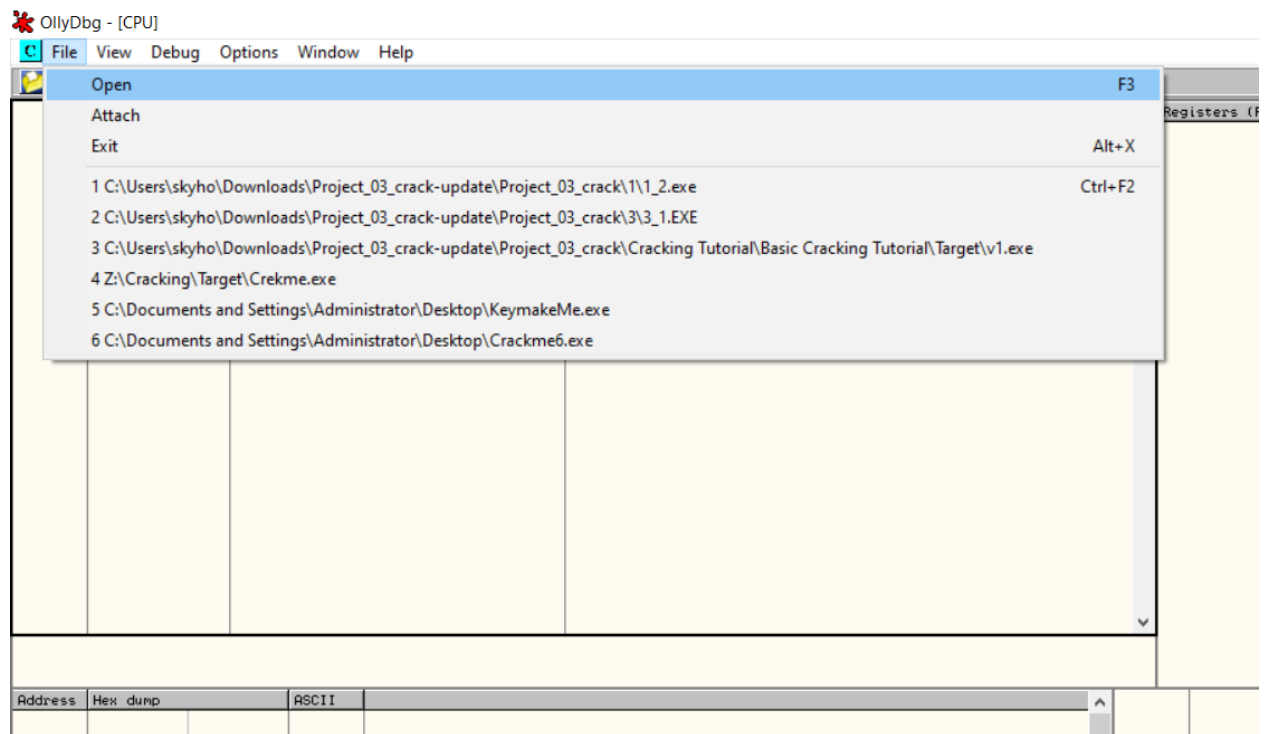 OllyDbg - [CPU]
C File View Debug Options Window Help
Open F3
Attach
Exit Alt+X
1 C:\Users\skyho\Downloads\Project_03_crack-update\Project_03_crack\1\1_2.exe Ctrl+F2
2 C:\Users\skyho\Downloads\Project_03_crack-update\Project_03_crack\3\3_1.EXE
3 C:\Users\skyho\Downloads\Project_03_crack-update\Project_03_crack\Cracking Tutorial\Basic Cracking Tutorial\Target\v1.exe
4 Z:\Cracking\Target\Crekme.exe
5 C:\Documents and Settings\Administrator\Desktop\KeymakeMe.exe
6 C:\Documents and Settings\Administrator\Desktop\Crackme6.exe
Registers (F
Address Hex dump ASCII